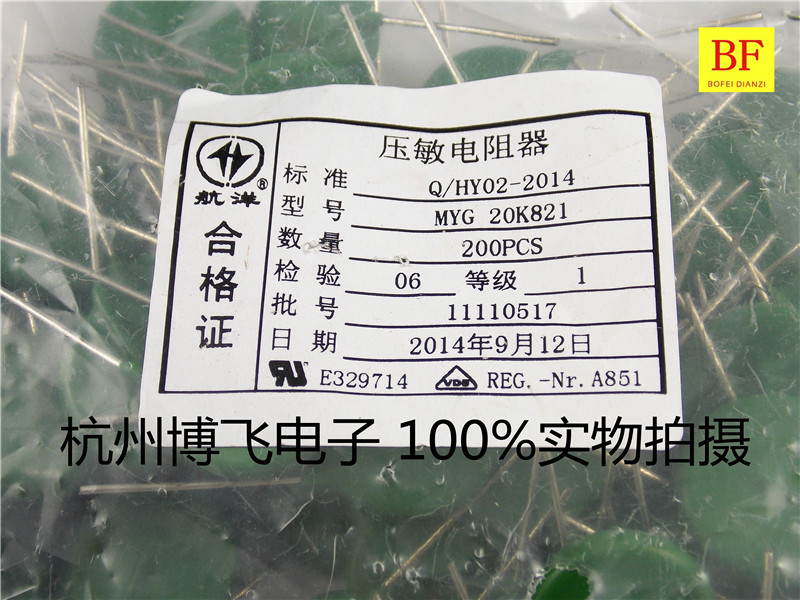 BF
BOFEI DIANZI
航洋®
合格证
压敏电阻器
标准 Q/HY02-2014
型号 MYG 20K821
数量 200PCS
检验 06 等级 1
批号 11110517
日期 2014年9月12日
E329714 VDE REG.-Nr.A851
杭州博飞电子 100%实物拍摄